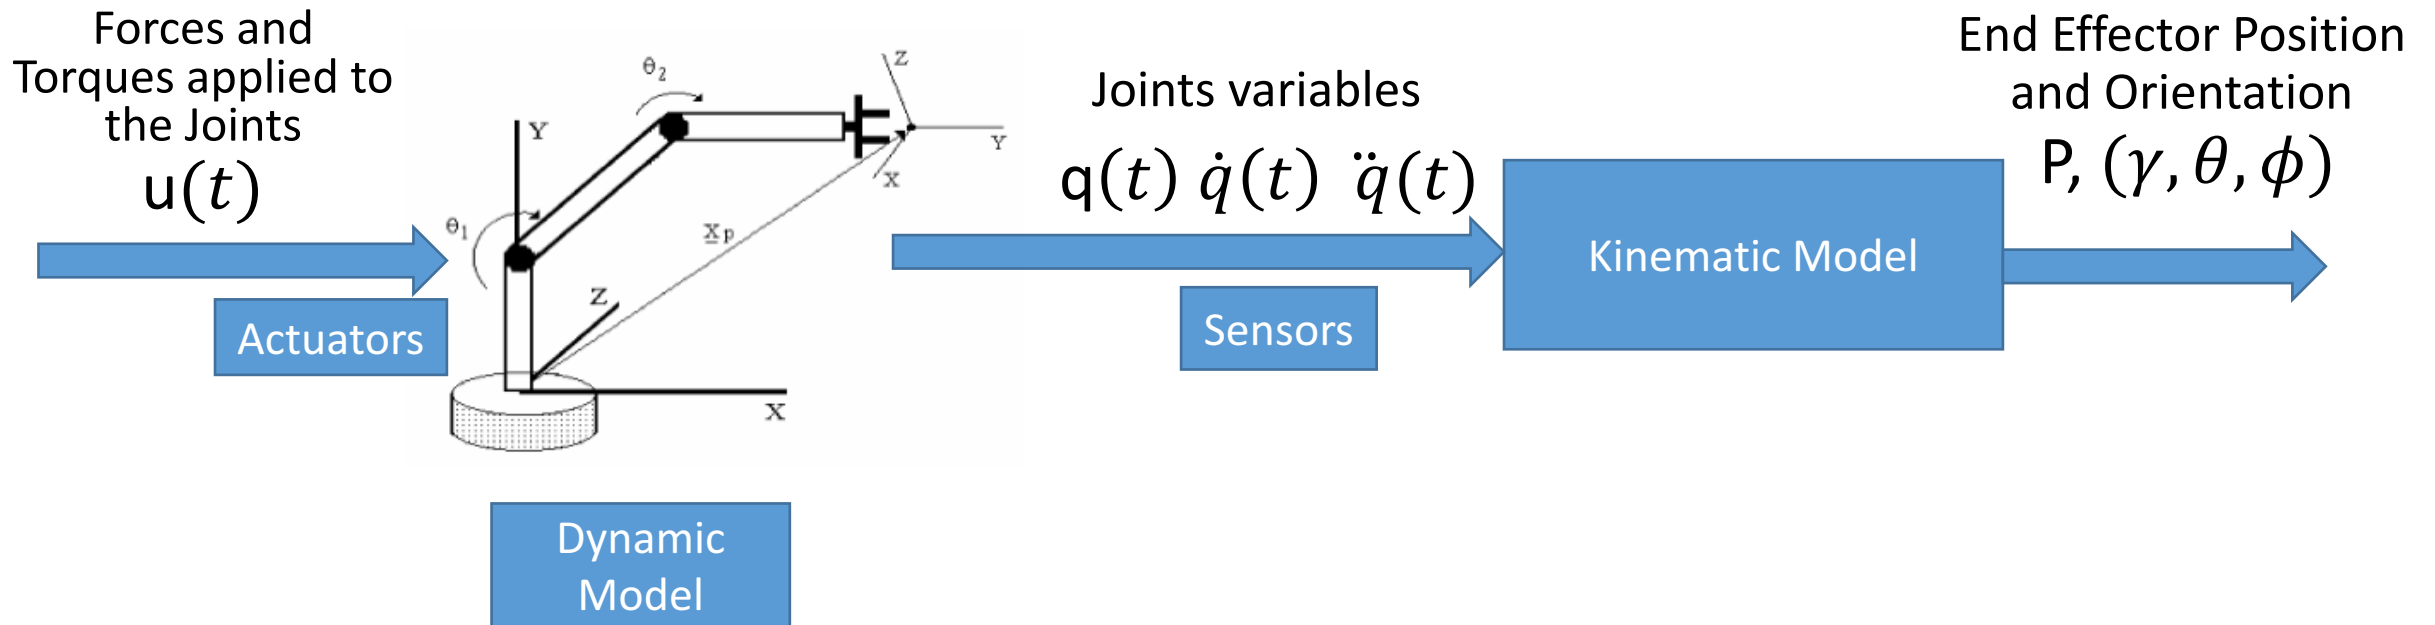 Forces and
Torques applied to
the Joints
u(t)
Actuators
θ₁
θ₂
Y
Z
X
x̲ₚ
Z
Y
X
Dynamic
Model
Joints variables
q(t) q̇(t) q̈(t)
Sensors
Kinematic Model
End Effector Position
and Orientation
P, (γ, θ, ϕ)